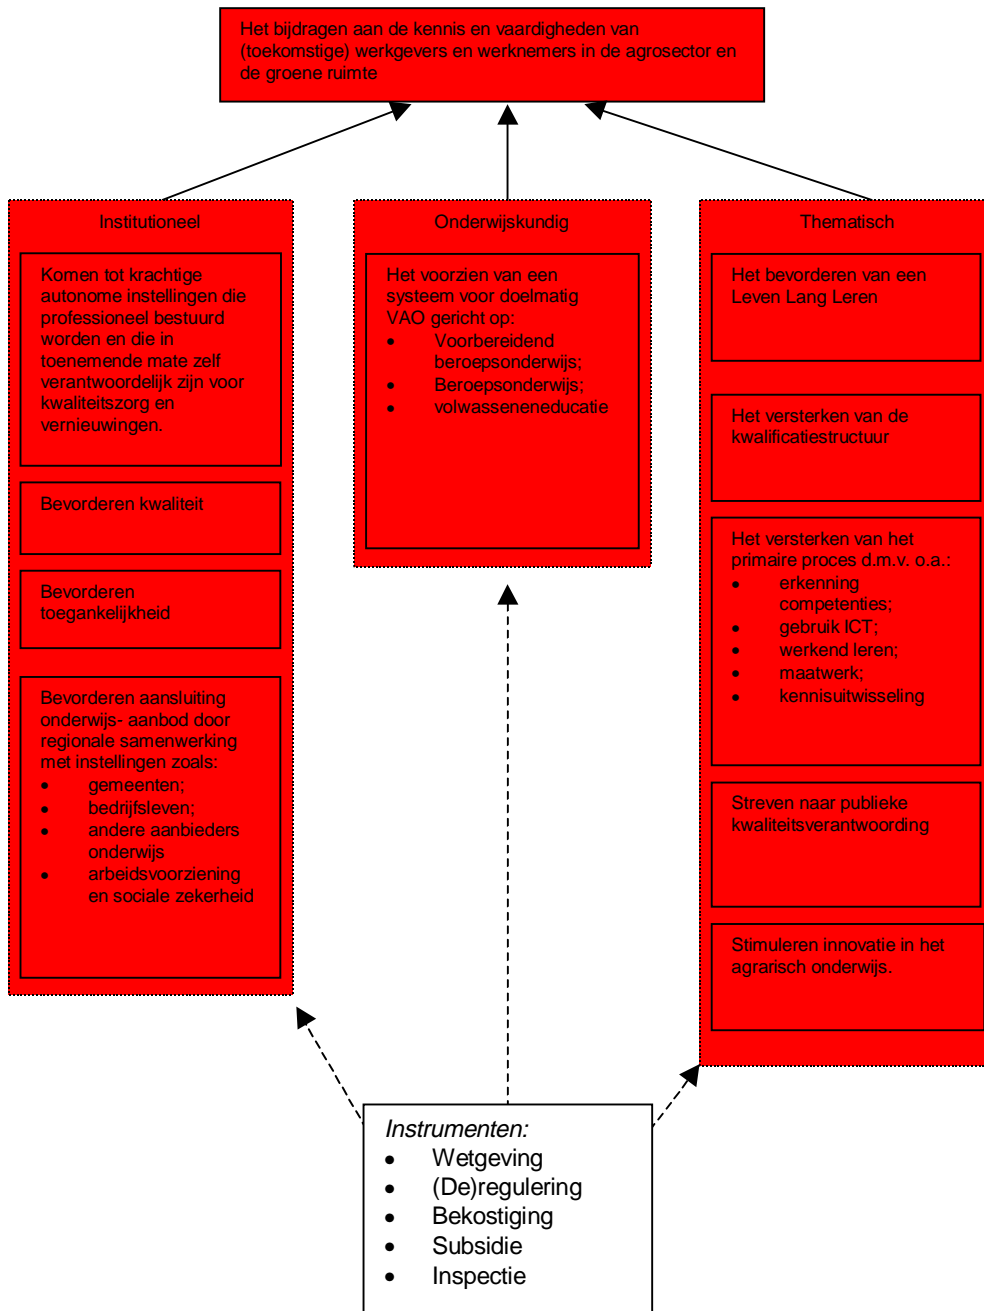 Het bijdragen aan de kennis en vaardigheden van
(toekomstige) werkgevers en werknemers in de agrosector en
de groene ruimte
Institutioneel
Komen tot krachtige
autonome instellingen die
professioneel bestuurd
worden en die in
toenemende mate zelf
verantwoordelijk zijn voor
kwaliteitszorg en
vernieuwingen.
Bevorderen kwaliteit
Bevorderen
toegankelijkheid
Bevorderen aansluiting
onderwijs- aanbod door
regionale samenwerking
met instellingen zoals:
• gemeenten;
• bedrijfsleven;
• andere aanbieders
onderwijs
• arbeidsvoorziening
en sociale zekerheid
Onderwijskundig
Het voorzien van een
systeem voor doelmatig
VAO gericht op:
• Voorbereidend
beroepsonderwijs;
• Beroepsonderwijs;
• volwasseneneducatie
Thematisch
Het bevorderen van een
Leven Lang Leren
Het versterken van de
kwalificatiestructuur
Het versterken van het
primaire proces d.m.v. o.a.:
• erkenning
competenties;
• gebruik ICT;
• werkend leren;
• maatwerk;
• kennisuitwisseling
Streven naar publieke
kwaliteitsverantwoording
Stimuleren innovatie in het
agrarisch onderwijs.
Instrumenten:
• Wetgeving
• (De)regulering
• Bekostiging
• Subsidie
• Inspectie